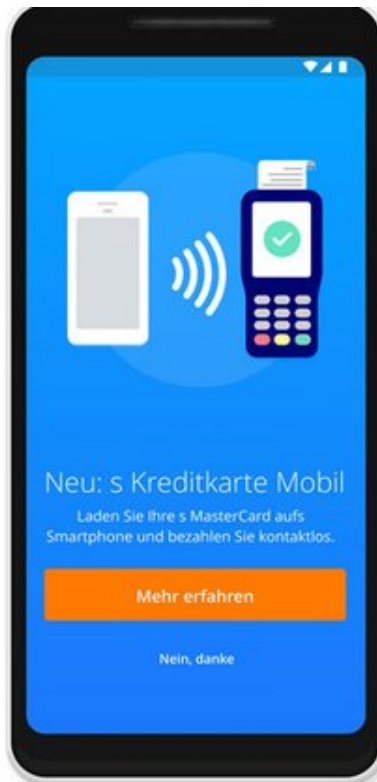 Neu: s Kreditkarte Mobil
Laden Sie Ihre s MasterCard aufs
Smartphone und bezahlen Sie kontaktlos.
Mehr erfahren
Nein, danke